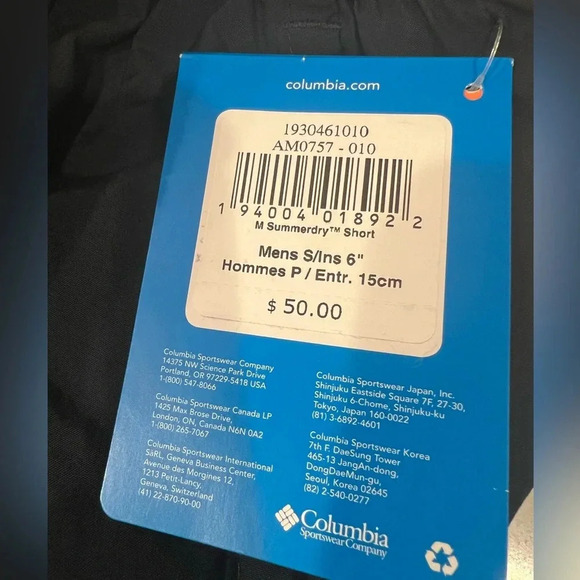 columbia.com
1930461010
AM0757 - 010
1 94004 01892 2
M Summerdry™ Short
Mens S/Ins 6"
Hommes P / Entr. 15cm
$ 50.00
Columbia Sportswear Company
14375 NW Science Park Drive
Portland, OR 97229-5418 USA
1-(800) 547-8066
Columbia Sportswear Canada LP
1425 Max Brose Drive,
London, ON, Canada N6N 0A2
1-(800) 265-7067
Columbia Sportswear International
SàRL, Geneva Business Center,
Avenue des Morgines 12,
1213 Petit-Lancy,
Geneva, Switzerland
(41) 22-870-90-00
Columbia Sportswear Japan, Inc.
Shinjuku Eastside Square 7F, 27-30,
Shinjuku 6-Chome, Shinjuku-ku
Tokyo, Japan 160-0022
(81) 3-6892-4601
Columbia Sportswear Korea
7th F. DaeSung Tower
465-13 JangAn-dong,
DongDaeMun-gu,
Seoul, Korea 02645
(82) 2-540-0277
Columbia
Sportswear Company